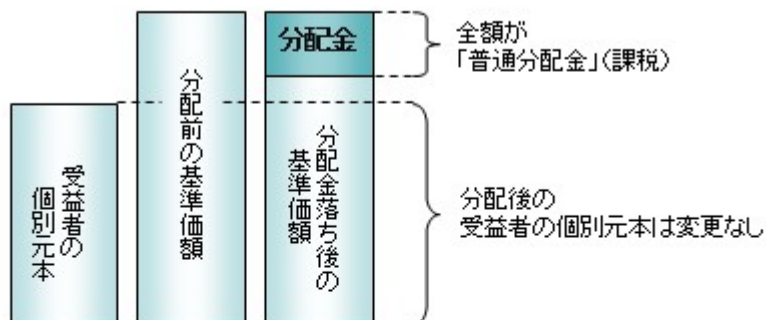 受益者の
個別元本
分配前の基準価額
分配金
分配金落ち後の
基準価額
全額が
「普通分配金」(課税)
分配後の
受益者の個別元本は変更なし